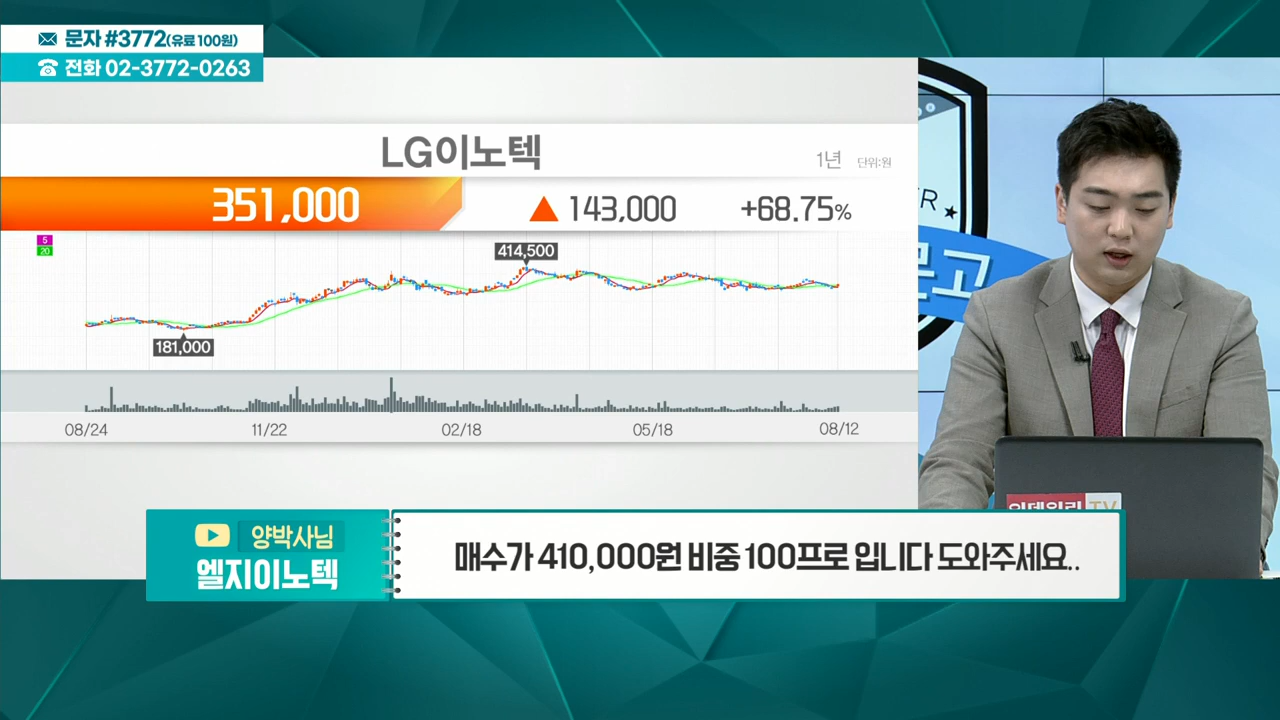 문자 #3772(유료 100원)
전화 02-3772-0263
LG이노텍
1년 단위:원
351,000 ▲ 143,000 +68.75%
5
20
414,500
181,000
08/24 11/22 02/18 05/18 08/12
양박사님
엘지이노텍
매수가 410,000원 비중 100프로 입니다 도와주세요..
문고
TV